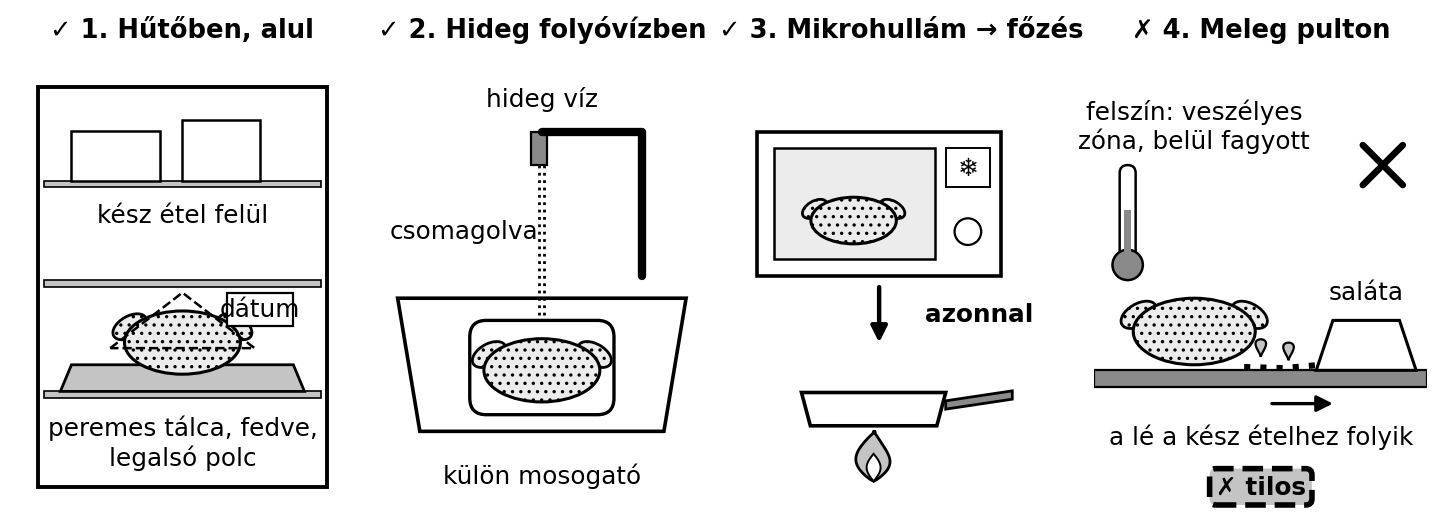 ✓ 1. Hűtőben, alul
kész étel felül
dátum
peremes tálca, fedve,
legalsó polc
✓ 2. Hideg folyóvízben
hideg víz
csomagolva
külön mosogató
✓ 3. Mikrohullám → főzés
azonnal
✗ 4. Meleg pulton
felszín: veszélyes
zóna, belül fagyott
saláta
a lé a kész ételhez folyik
✗ tilos